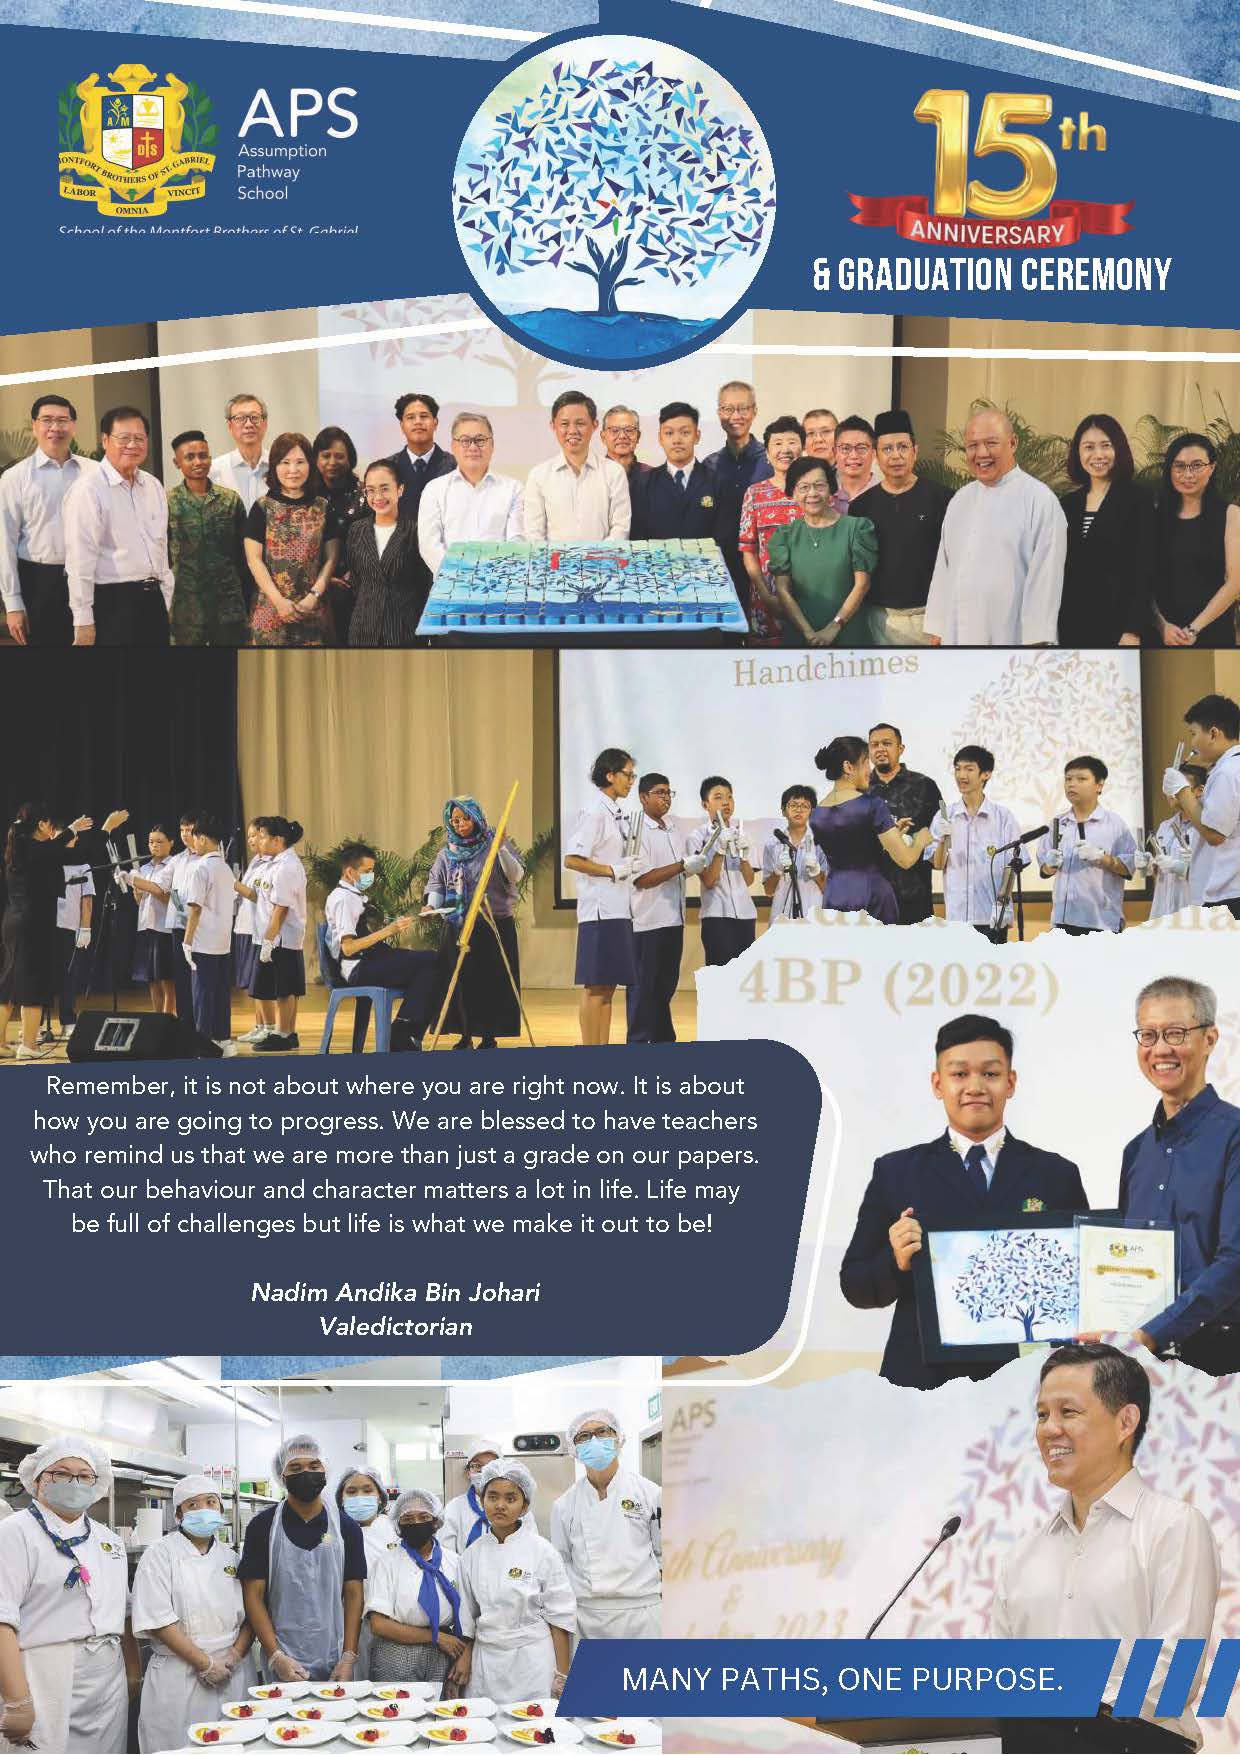 APS
Assumption
Pathway
School
A M
D S
MONTFORT BROTHERS OF ST. GABRIEL
LABOR
VINCIT
OMNIA
School of the Montfort Brothers of St. Gabriel
15th
ANNIVERSARY
& GRADUATION CEREMONY
Handchimes
4BP (2022)
Remember, it is not about where you are right now. It is about
how you are going to progress. We are blessed to have teachers
who remind us that we are more than just a grade on our papers.
That our behaviour and character matters a lot in life. Life may
be full of challenges but life is what we make it out to be!
Nadim Andika Bin Johari
Valedictorian
APS
Anniversary
&
2023
MANY PATHS, ONE PURPOSE.